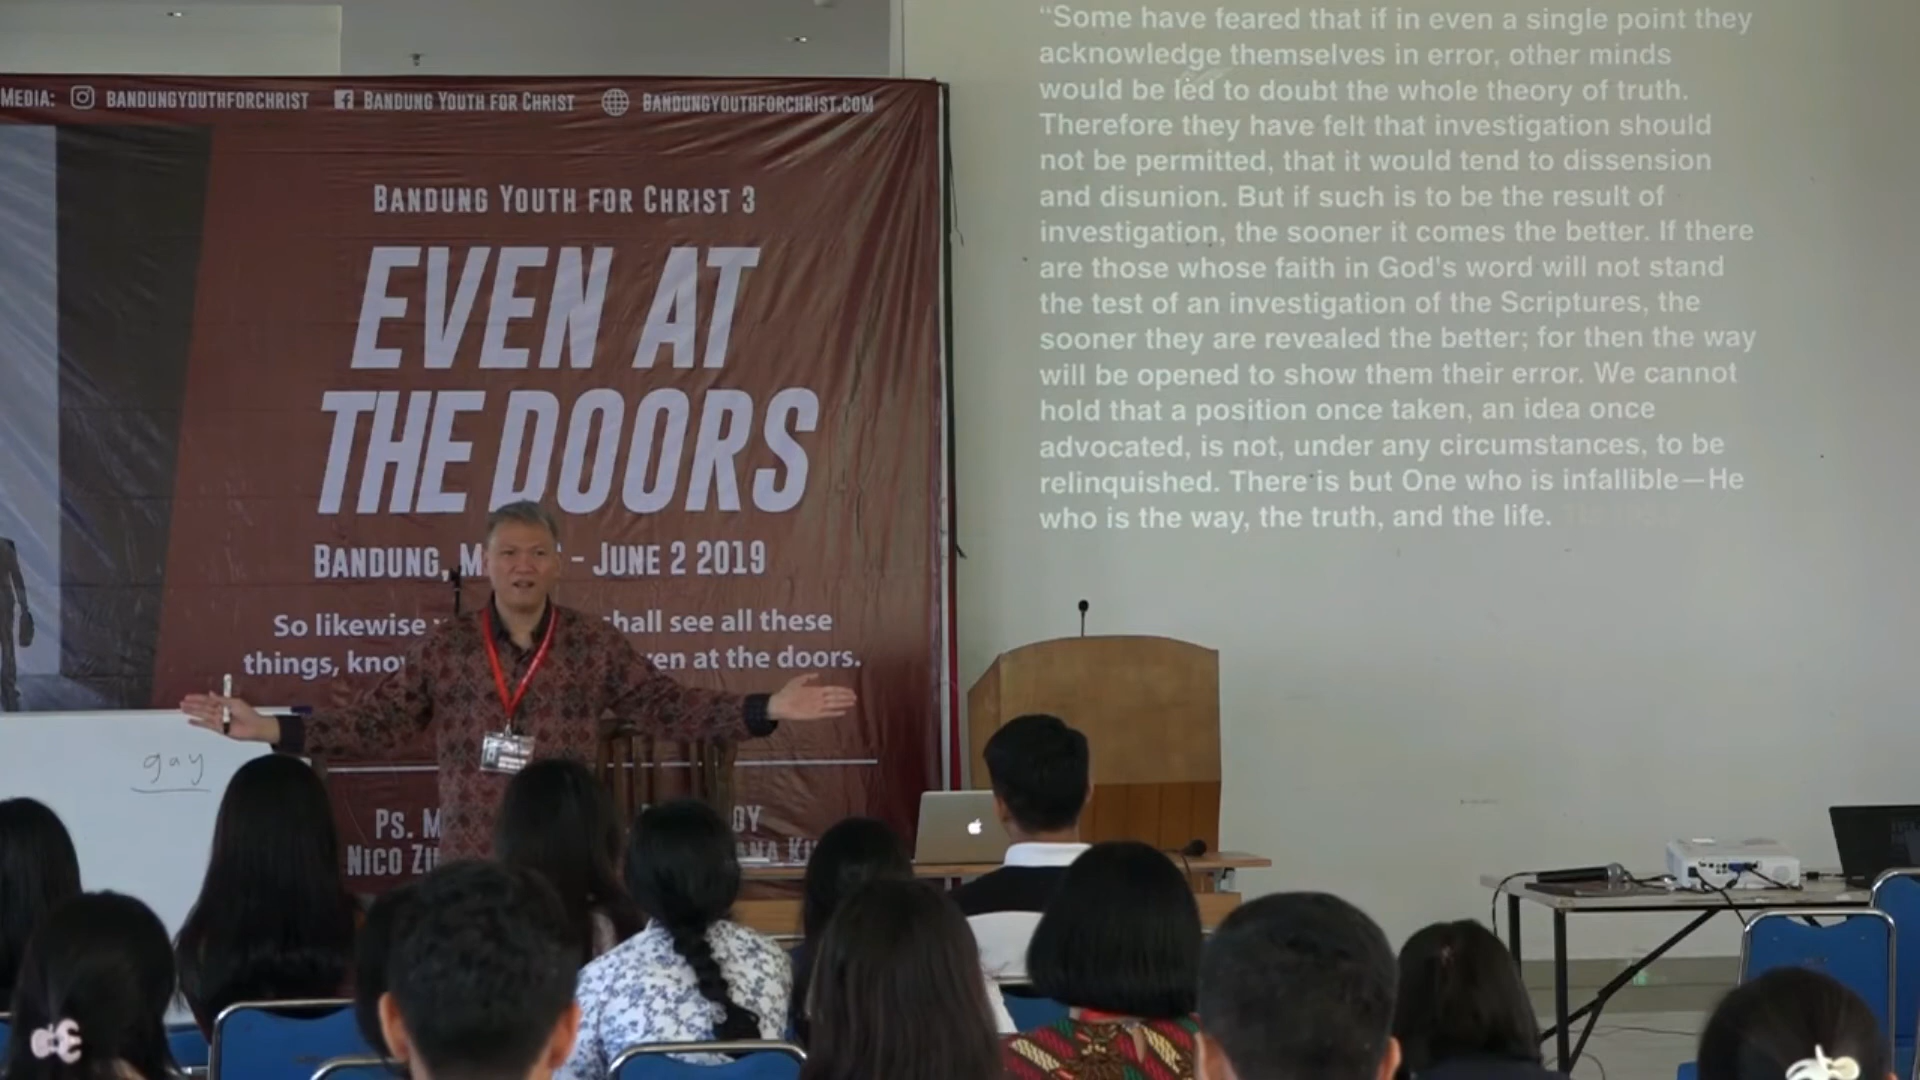 MEDIA: BANDUNGYOUTHFORCHRIST BANDUNG YOUTH FOR CHRIST BANDUNGYOUTHFORCHRIST.COM
BANDUNG YOUTH FOR CHRIST 3
EVEN AT
THE DOORS
BANDUNG, - JUNE 2 2019
So likewise shall see all these
things, even at the doors.
PS.
NICO
gay
“Some have feared that if in even a single point they
acknowledge themselves in error, other minds
would be led to doubt the whole theory of truth.
Therefore they have felt that investigation should
not be permitted, that it would tend to dissension
and disunion. But if such is to be the result of
investigation, the sooner it comes the better. If there
are those whose faith in God's word will not stand
the test of an investigation of the Scriptures, the
sooner they are revealed the better; for then the way
will be opened to show them their error. We cannot
hold that a position once taken, an idea once
advocated, is not, under any circumstances, to be
relinquished. There is but One who is infallible—He
who is the way, the truth, and the life.